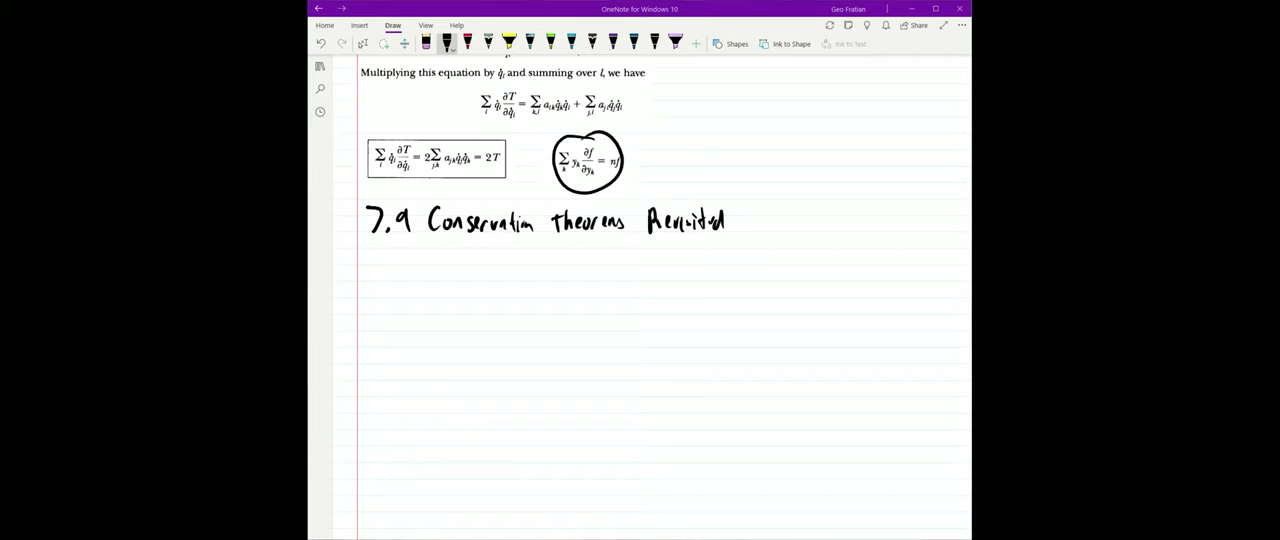 OneNote for Windows 10
Geo Fratian
Home Insert Draw View Help
Share
Shapes Ink to Shape Ink to Text
Multiplying this equation by q̇ₗ and summing over l, we have
∑ₗ q̇ₗ ∂T/∂q̇ₗ = ∑ₖ,ₗ aₗₖq̇ₖq̇ₗ + ∑ⱼ,ₗ aⱼₗq̇ⱼq̇ₗ
∑ₗ q̇ₗ ∂T/∂q̇ₗ = 2∑ⱼ,ₖ aⱼₖq̇ⱼq̇ₖ = 2T
∑ₖ yₖ ∂f/∂yₖ = nf
7.9 Conservation Theorems Revisited